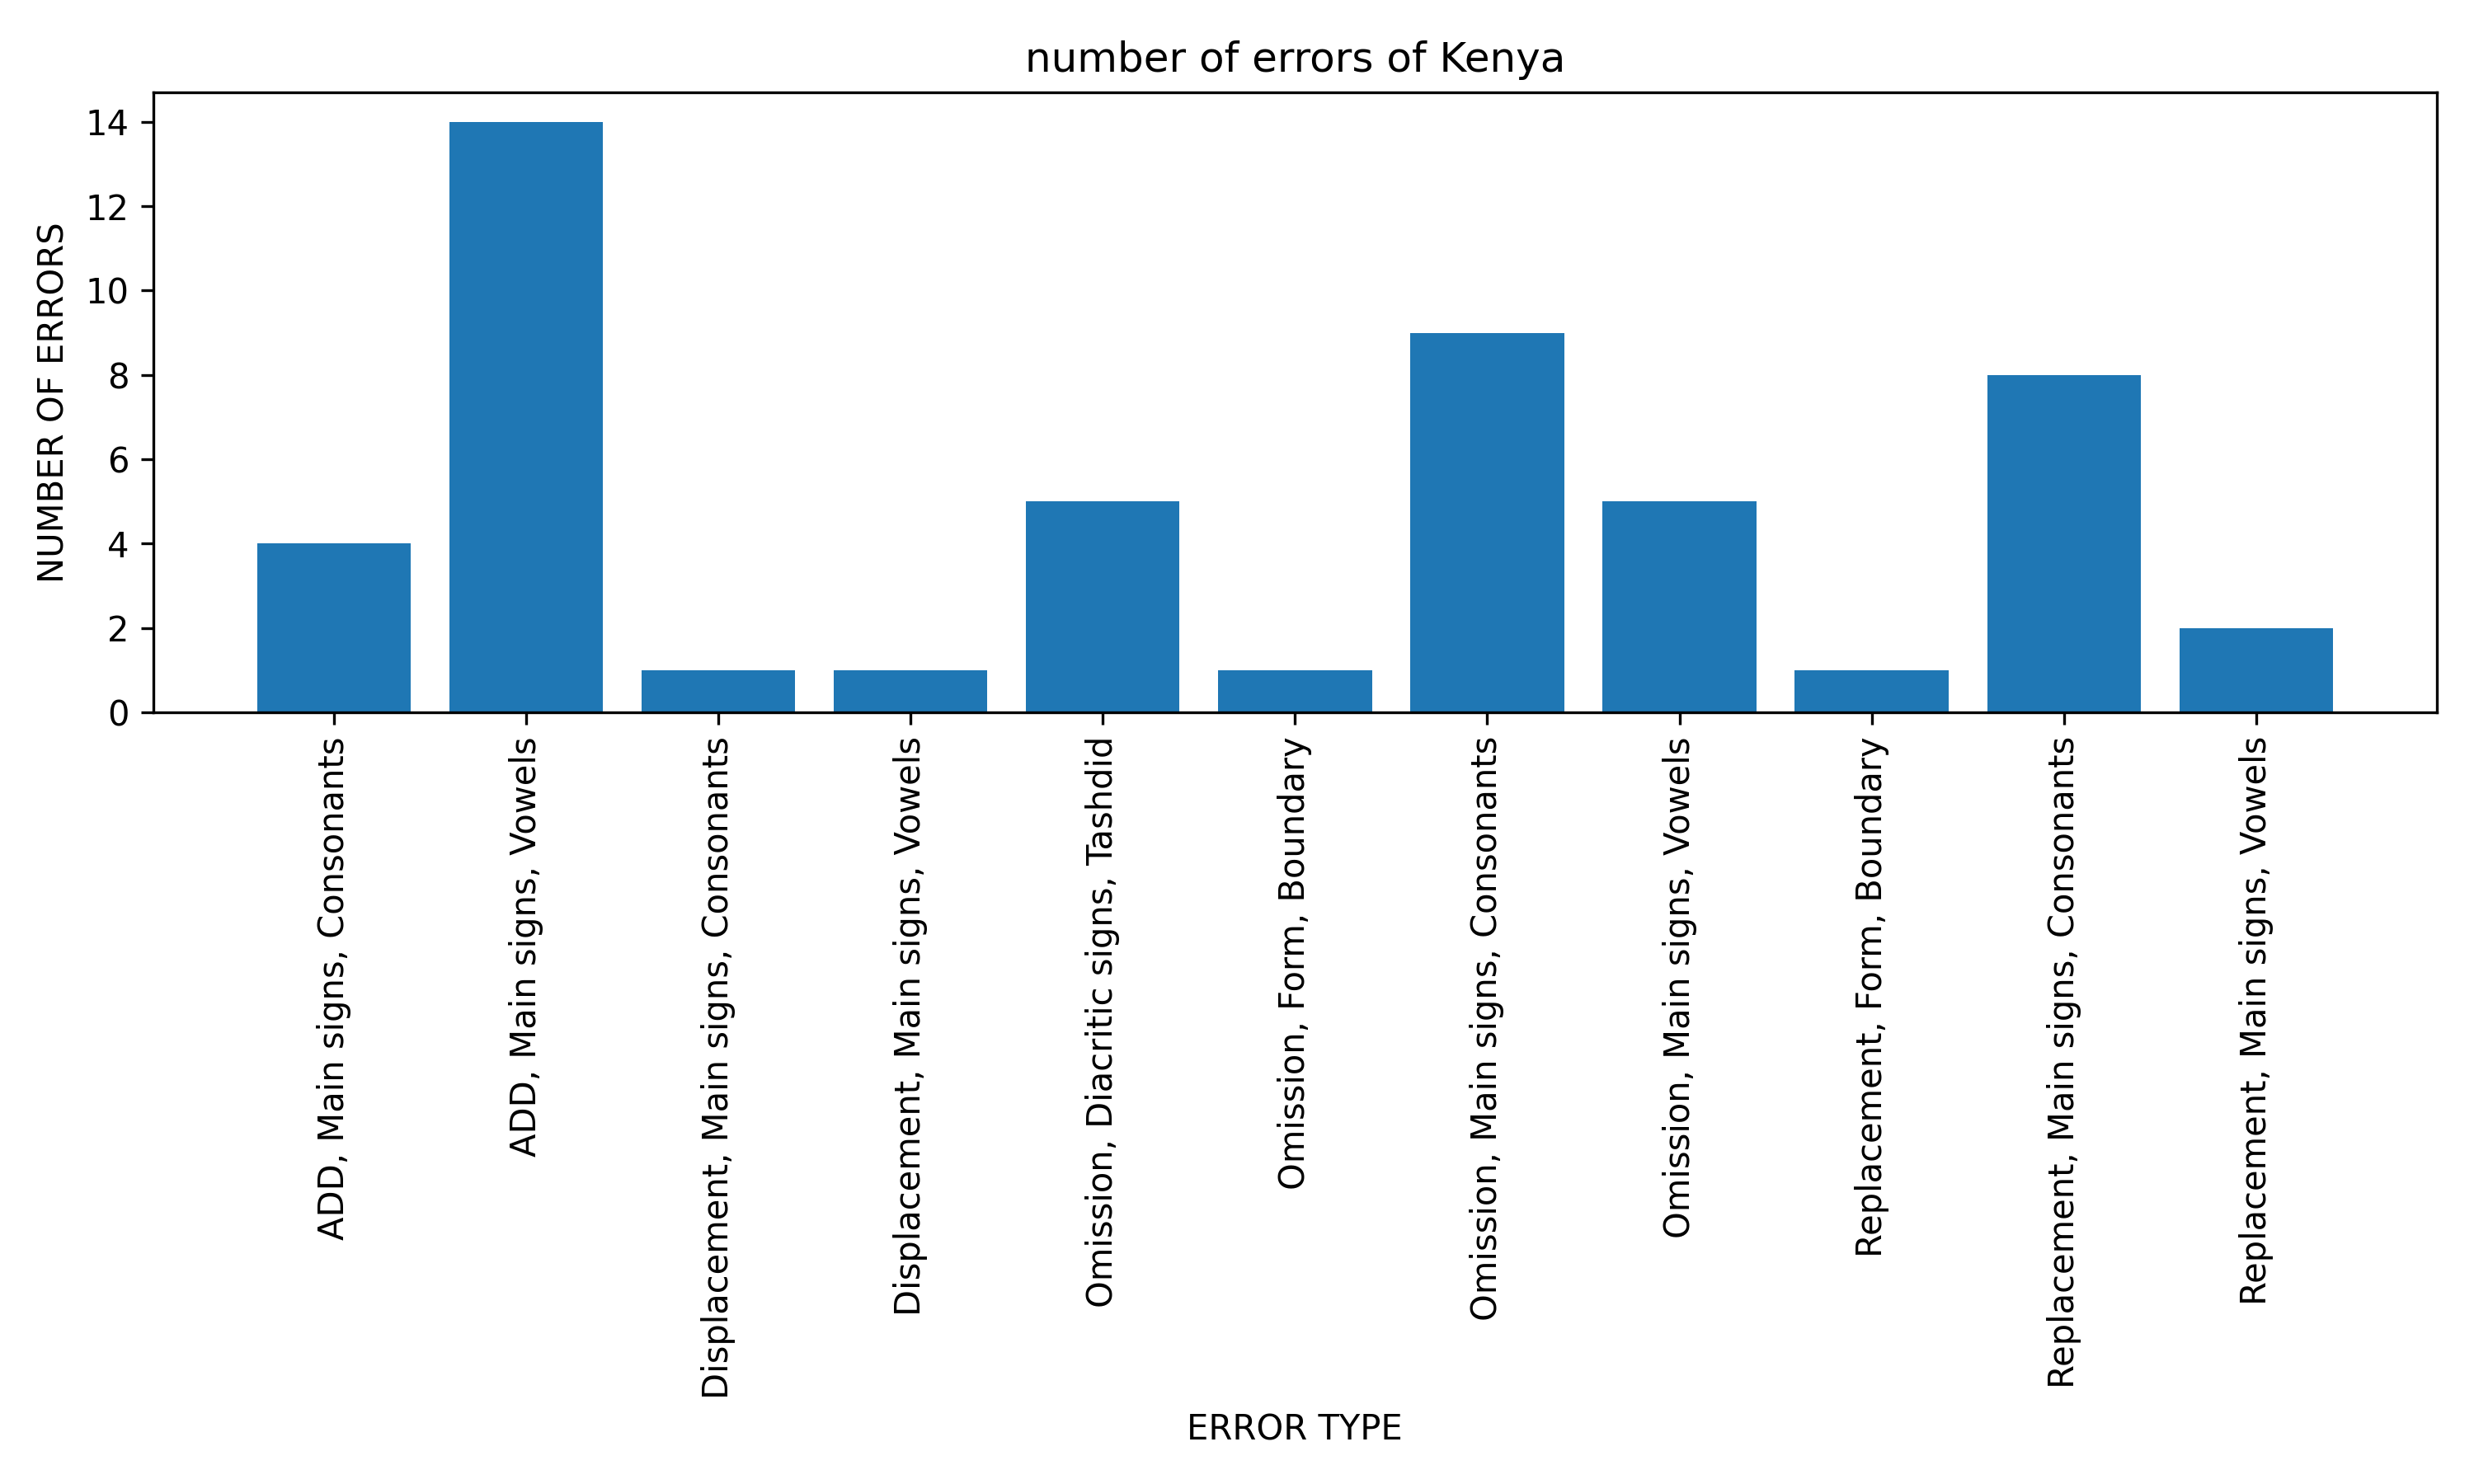 number of errors of Kenya
NUMBER OF ERRORS
14
12
10
8
6
4
2
0
ADD, Main signs, Consonants
ADD, Main signs, Vowels
Displacement, Main signs, Consonants
Displacement, Main signs, Vowels
Omission, Diacritic signs, Tashdid
Omission, Form, Boundary
Omission, Main signs, Consonants
Omission, Main signs, Vowels
Replacement, Form, Boundary
Replacement, Main signs, Consonants
Replacement, Main signs, Vowels
ERROR TYPE